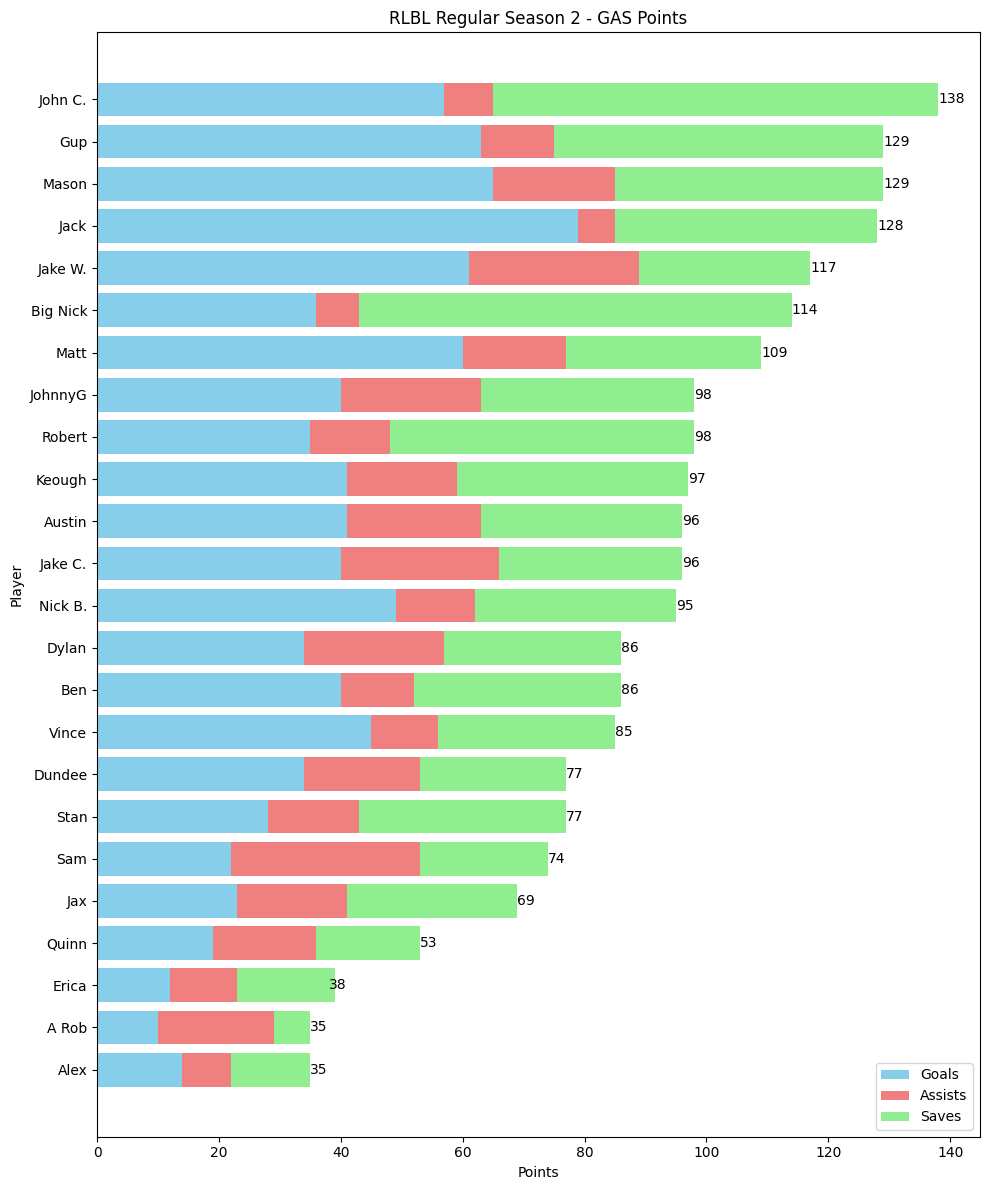 RLBL Regular Season 2 - GAS Points
John C. 138
Gup 129
Mason 129
Jack 128
Jake W. 117
Big Nick 114
Matt 109
JohnnyG 98
Robert 98
Keough 97
Austin 96
Jake C. 96
Nick B. 95
Dylan 86
Ben 86
Vince 85
Dundee 77
Stan 77
Sam 74
Jax 69
Quinn 53
Erica 38
A Rob 35
Alex 35
Player
Goals
Assists
Saves
0 20 40 60 80 100 120 140
Points